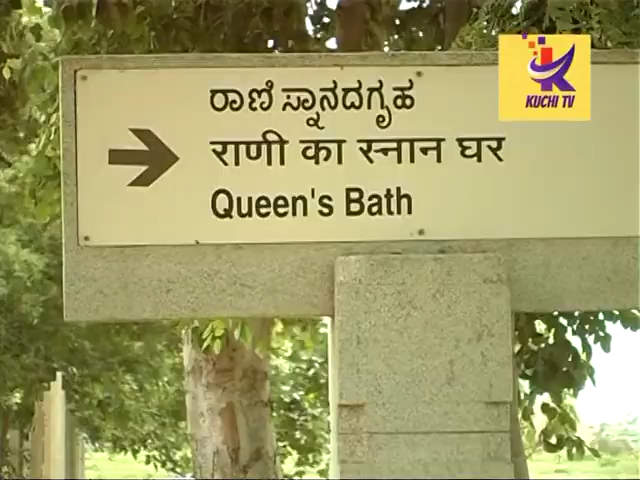 ರಾಣಿ ಸ್ನಾನದಗೃಹ
राणी का स्नान घर
Queen's Bath
KUCHI TV